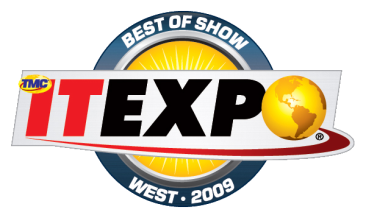 BEST OF SHOW
TMC
ITEXPO®
WEST • 2009